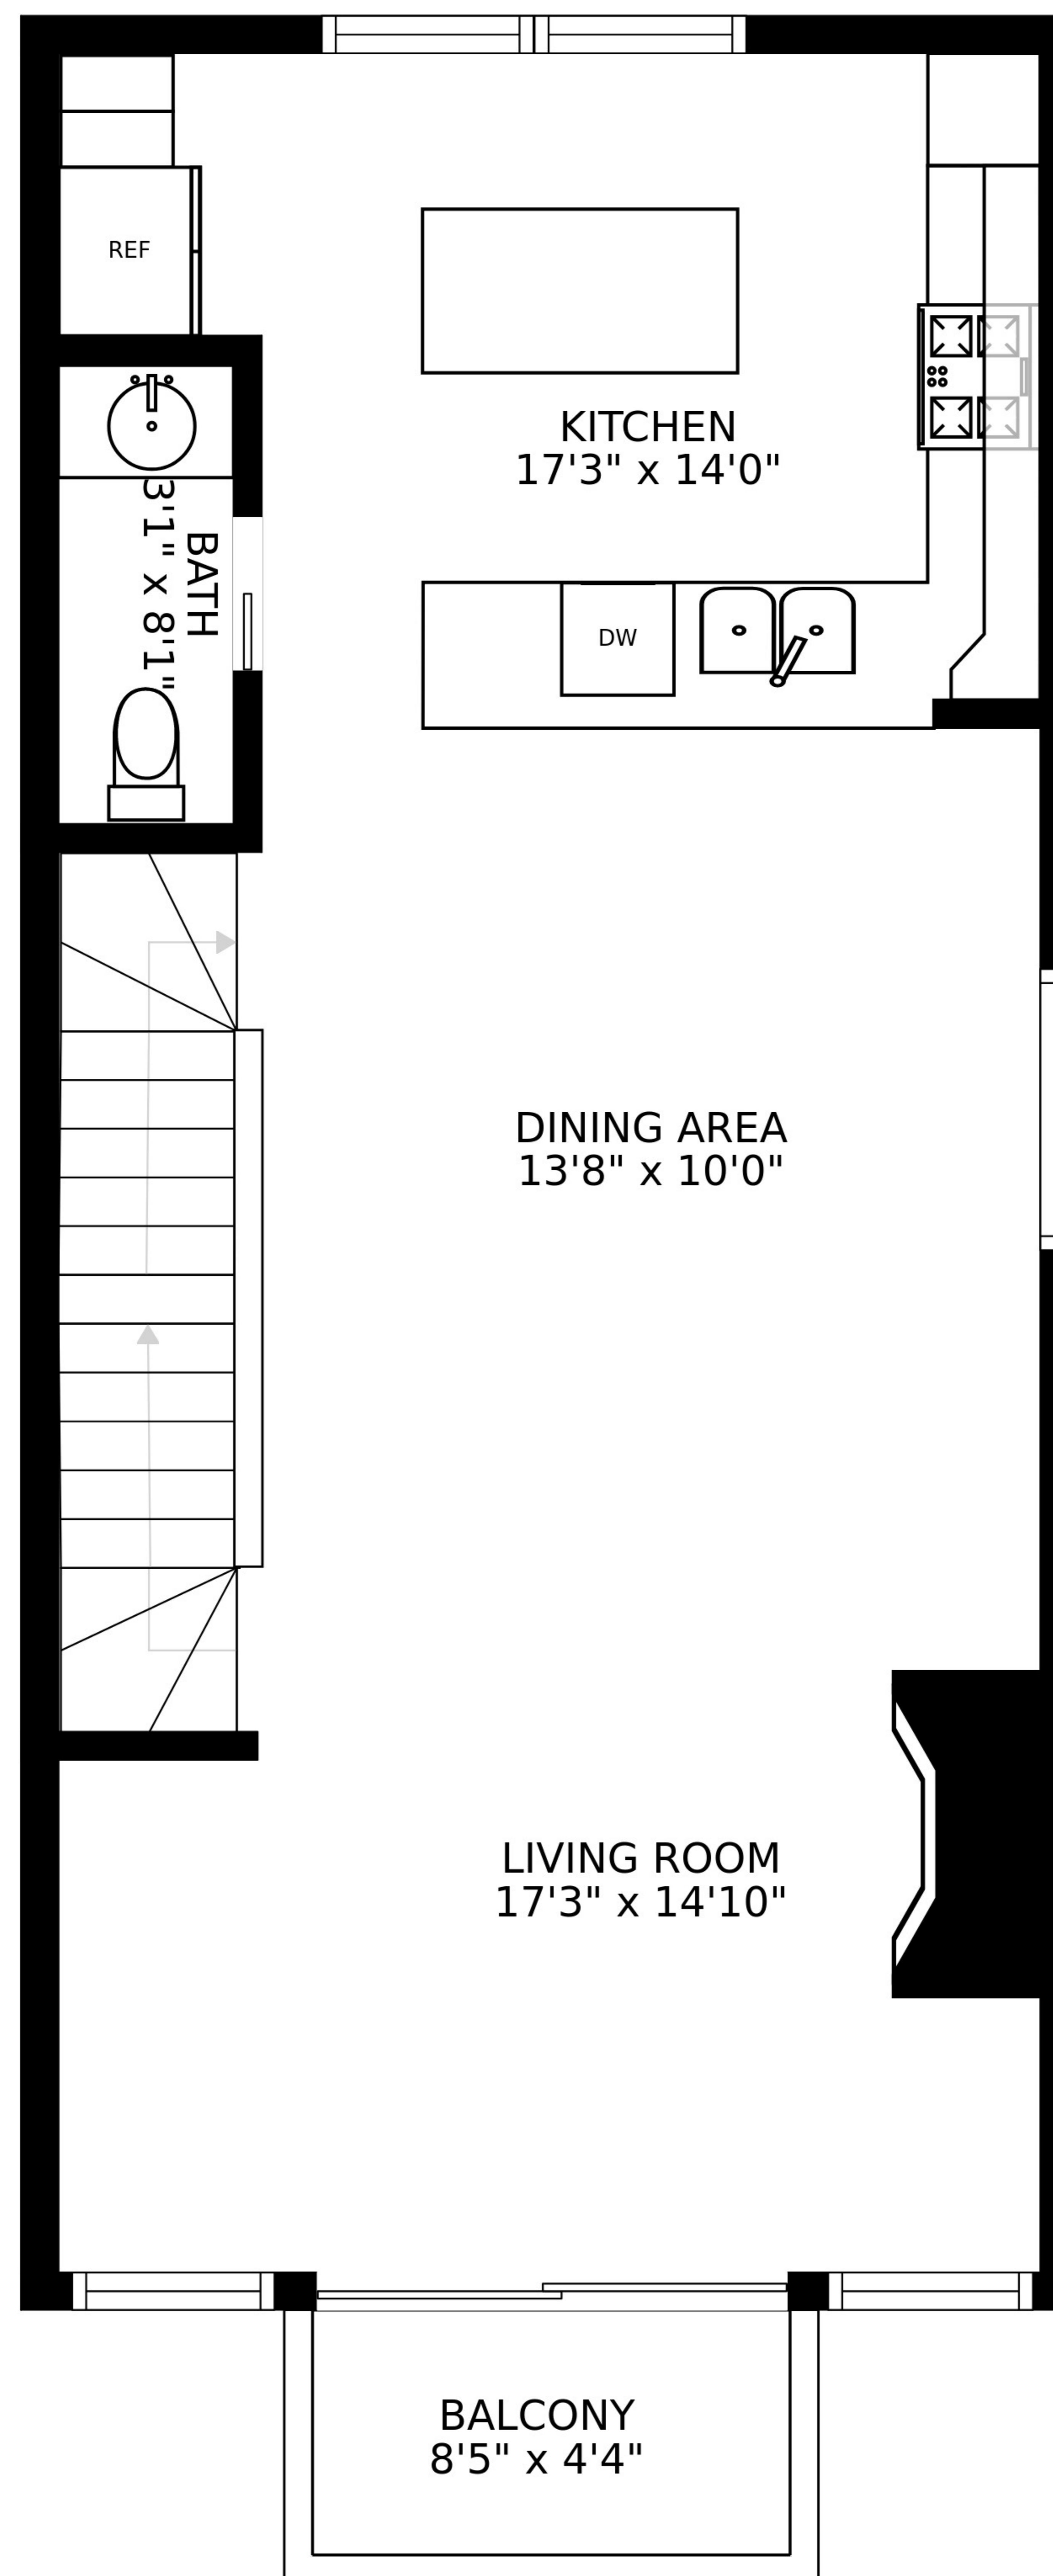 REF
KITCHEN
17'3" x 14'0"
BATH
3'1" x 8'1"
DW
DINING AREA
13'8" x 10'0"
LIVING ROOM
17'3" x 14'10"
BALCONY
8'5" x 4'4"